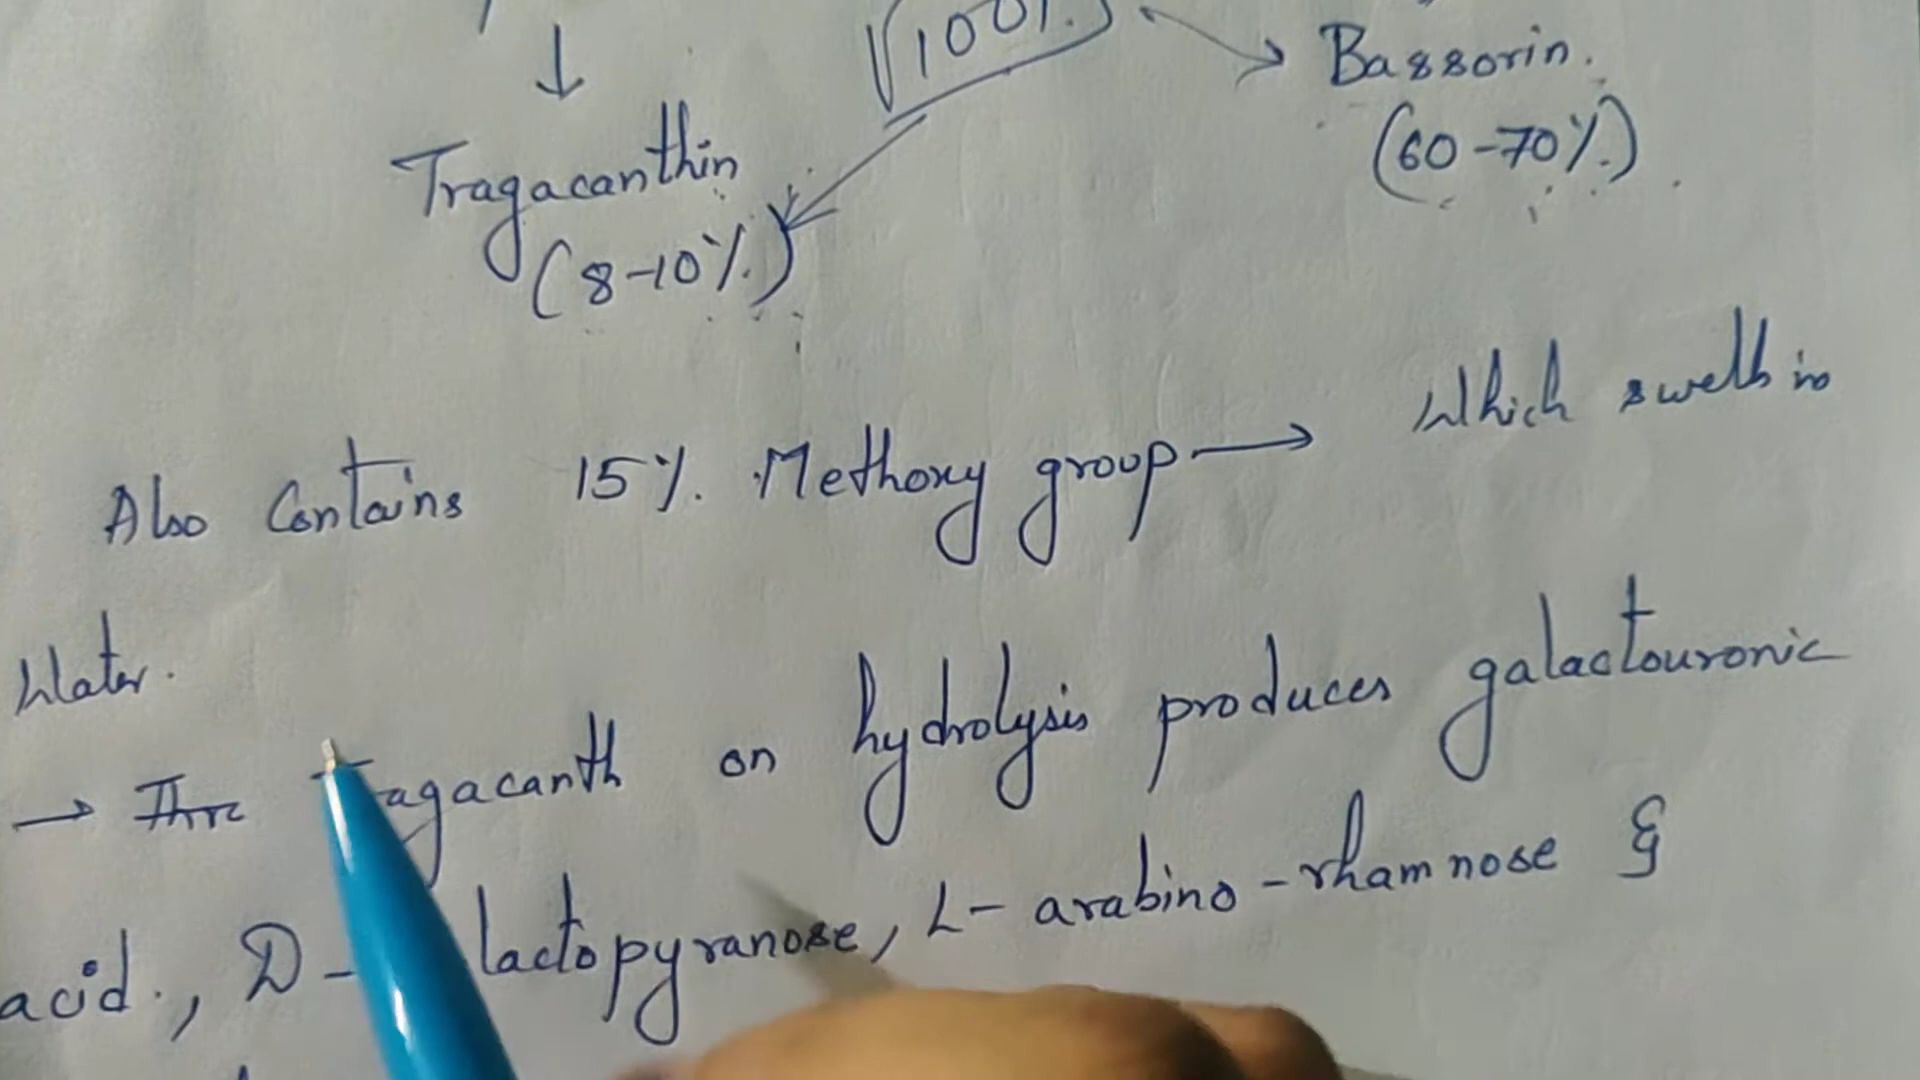 100%.
Bassorin.
(60-70%.)
Tragacanthin
(8-10%.)
Also Contains 15%. Methoxy group → Which swells in
Water.
→ agacanth on hydrolysis produces galactouronic
acid., D- lactopyranose, L- arabino-rhamnose &